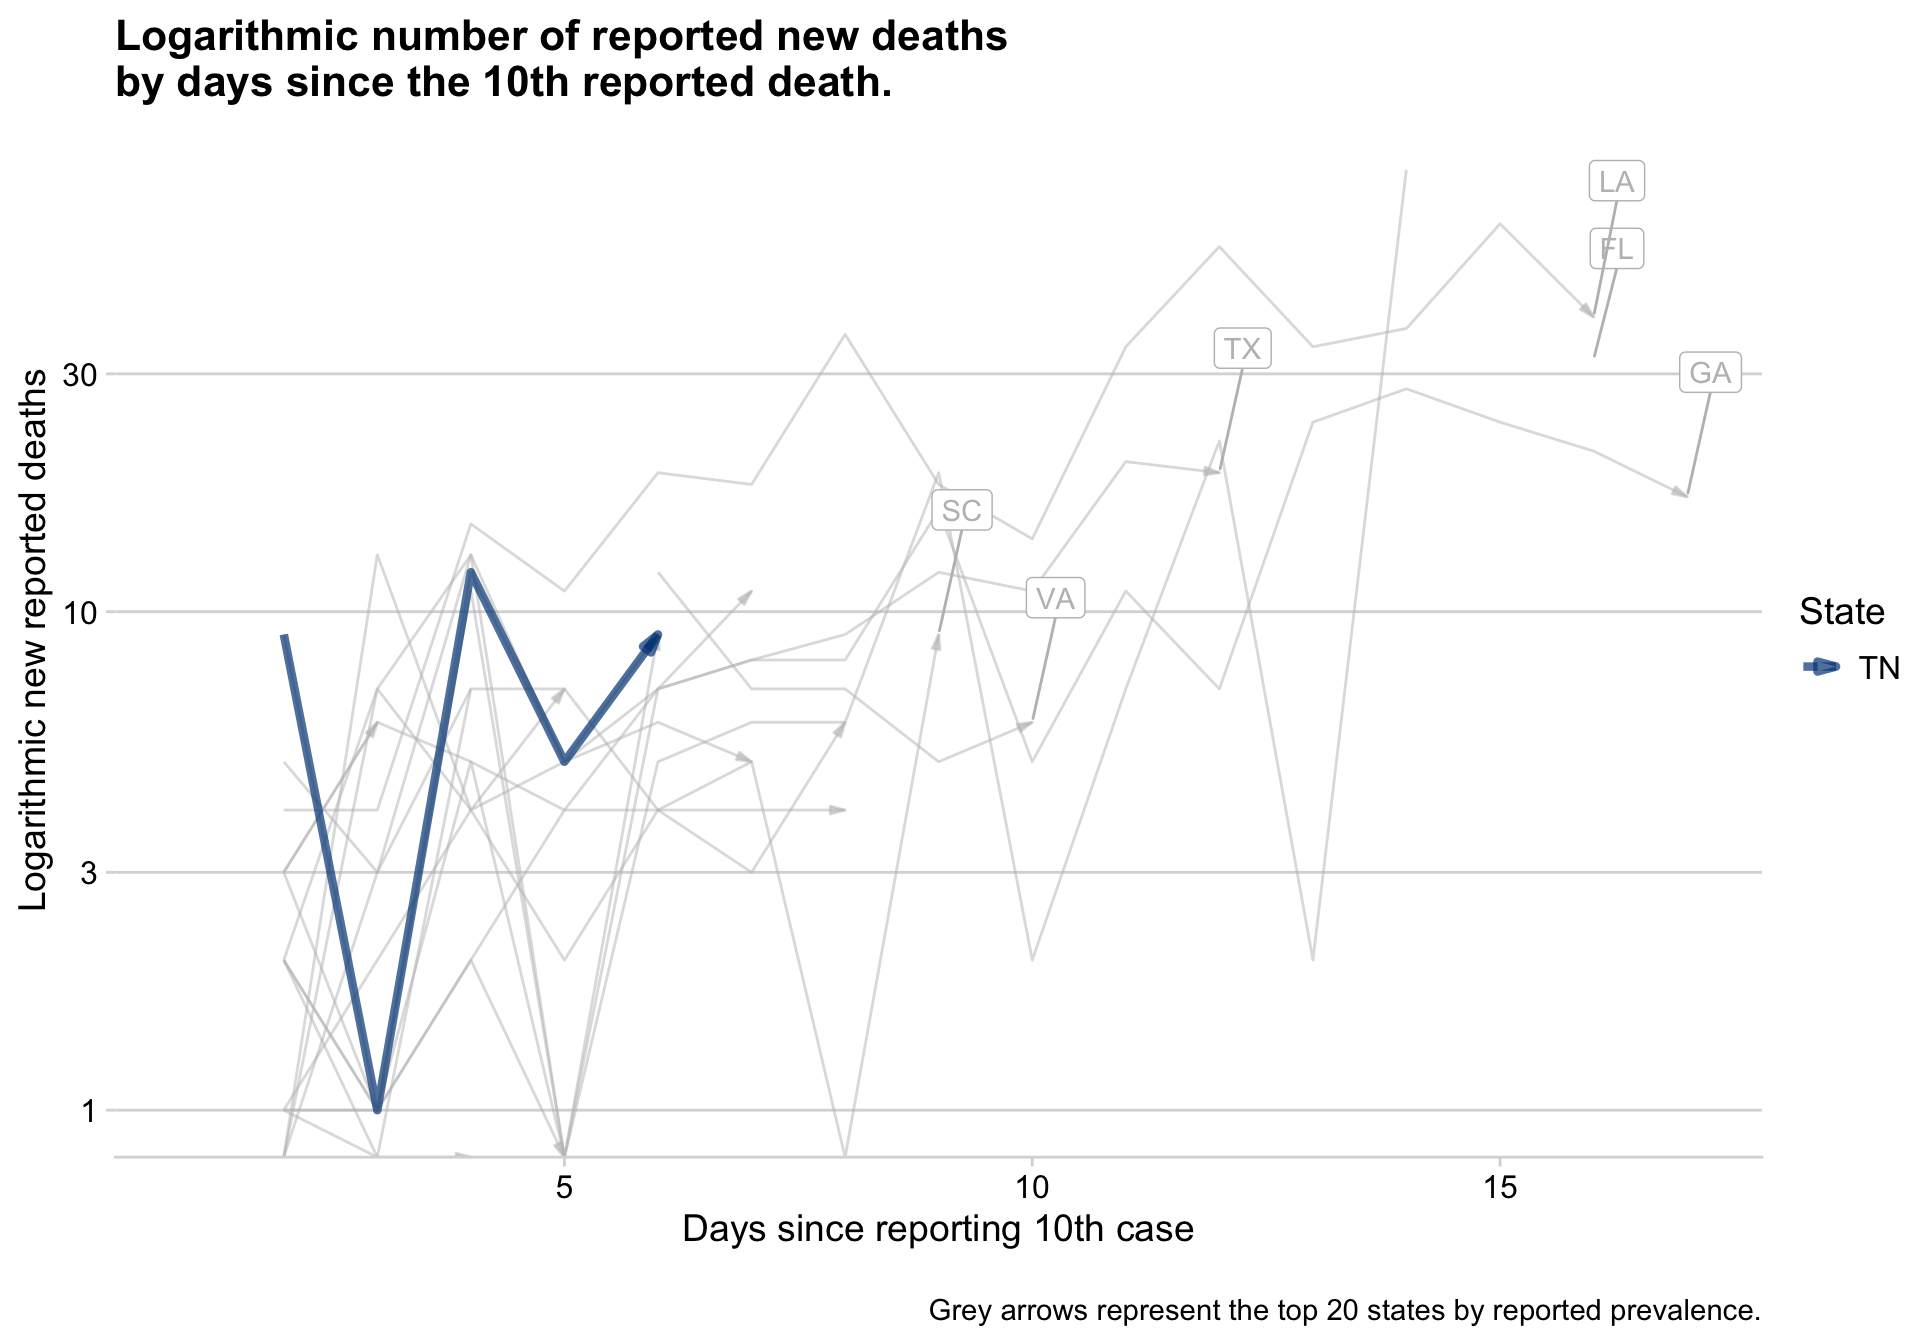 Logarithmic number of reported new deaths
by days since the 10th reported death.
LA
FL
TX
GA
SC
VA
30
10
3
1
Logarithmic new reported deaths
State
TN
5
10
15
Days since reporting 10th case
Grey arrows represent the top 20 states by reported prevalence.